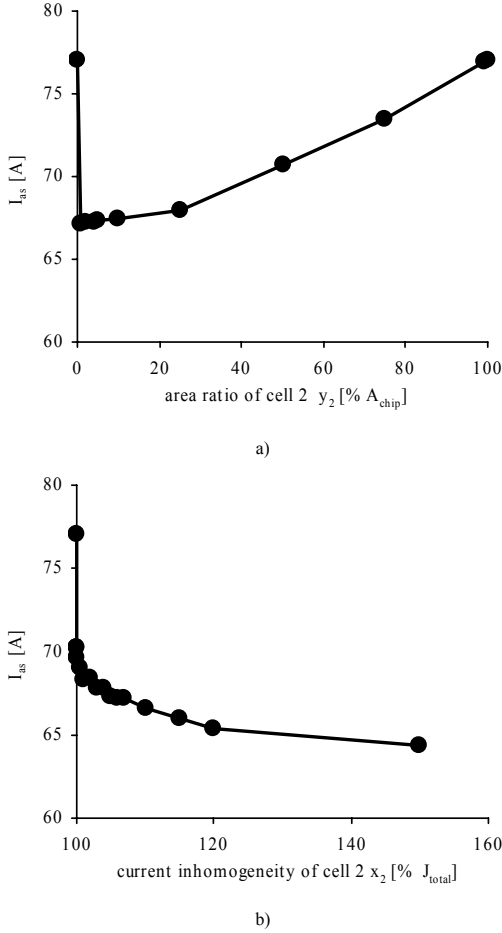 80
75
70
65
60
I_as [A]
0 20 40 60 80 100
area ratio of cell 2 y_2 [% A_chip]
a)
80
75
70
65
60
I_as [A]
100 120 140 160
current inhomogeneity of cell 2 x_2 [% J_total]
b)